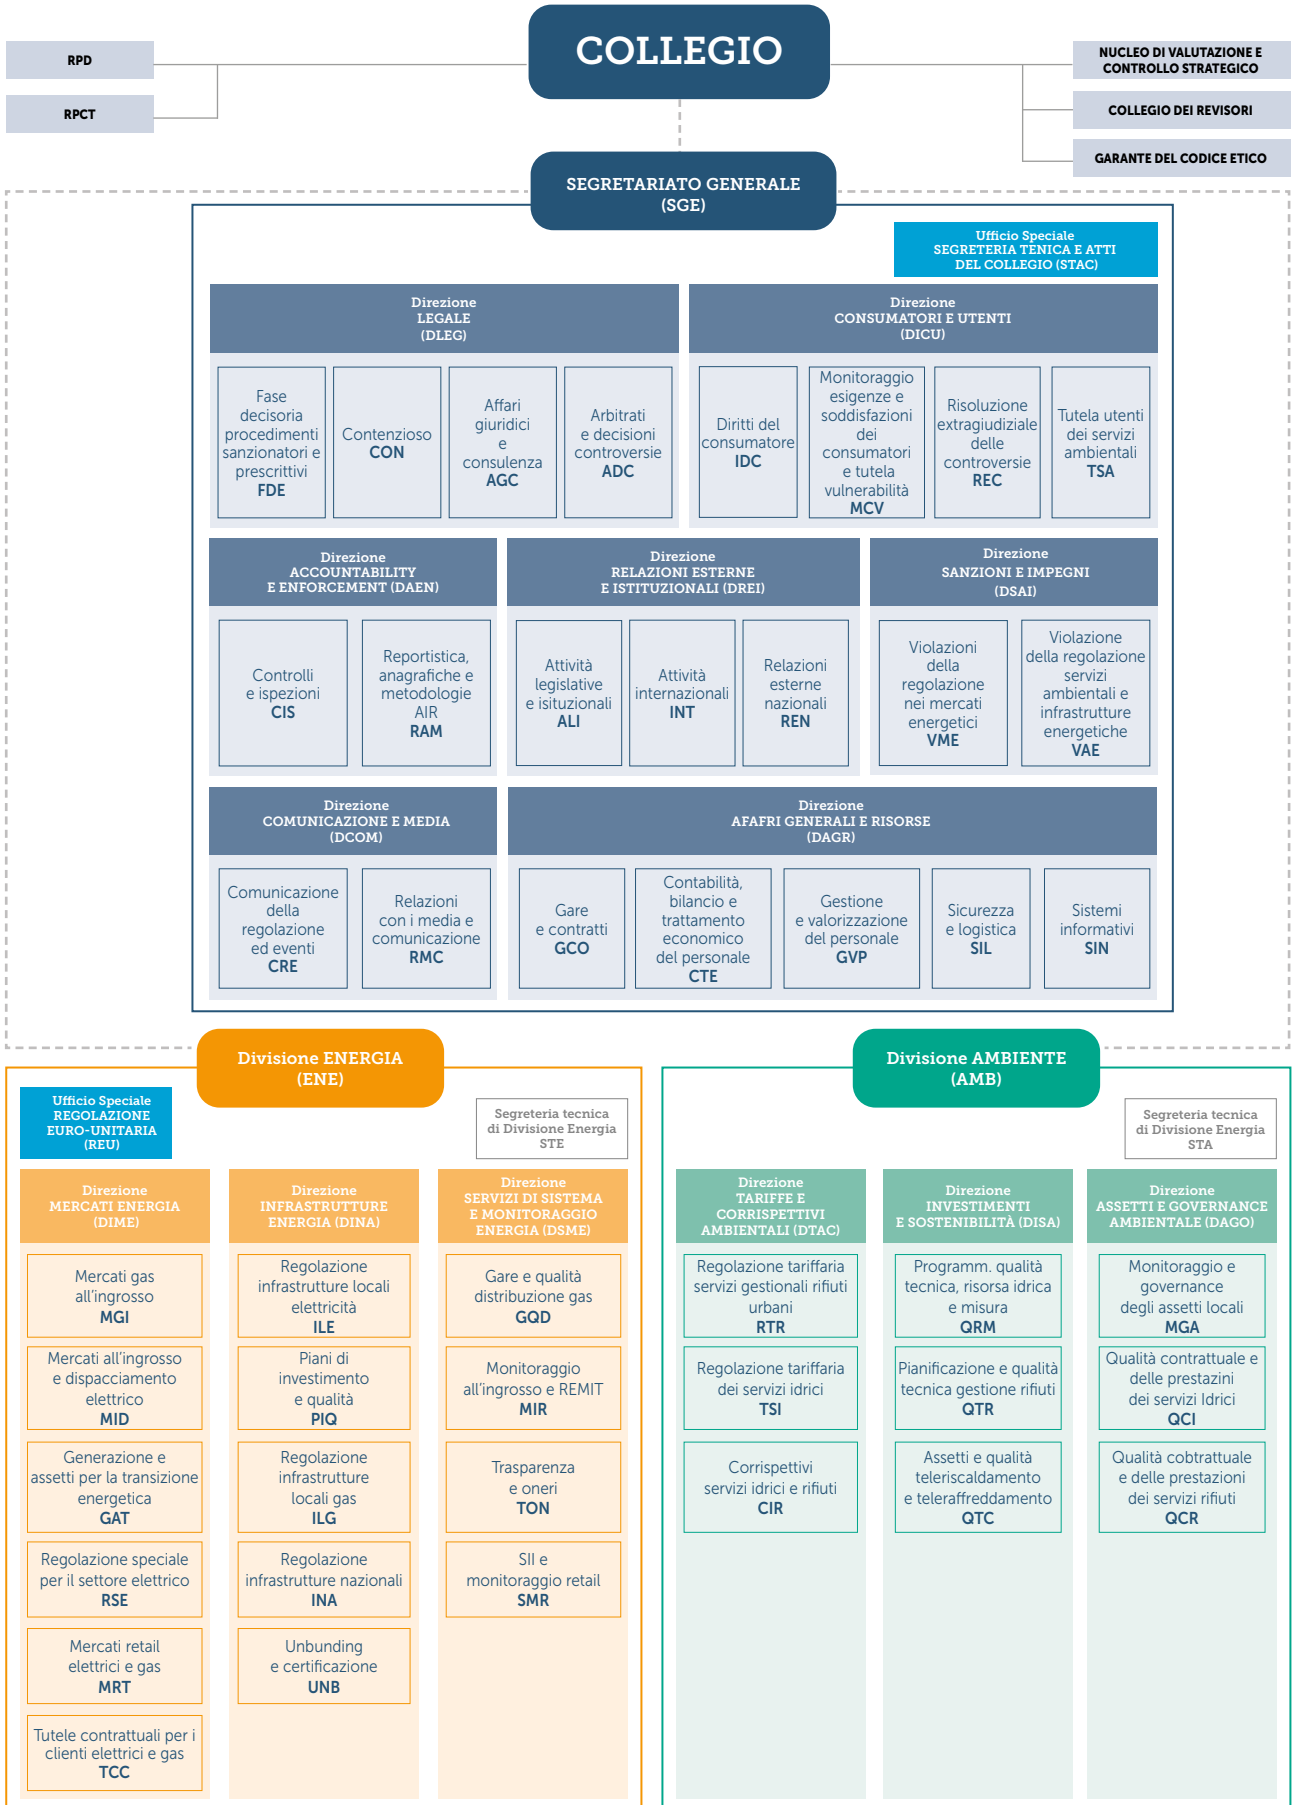 COLLEGIO
RPD
RPCT
NUCLEO DI VALUTAZIONE E
CONTROLLO STRATEGICO
COLLEGIO DEI REVISORI
GARANTE DEL CODICE ETICO
SEGRETARIATO GENERALE
(SGE)
Ufficio Speciale
SEGRETERIA TENICA E ATTI
DEL COLLEGIO (STAC)
Direzione
LEGALE
(DLEG)
Fase
decisoria
procedimenti
sanzionatori e
prescrittivi
FDE
Contenzioso
CON
Affari
giuridici
e
consulenza
AGC
Arbitrati
e decisioni
controversie
ADC
Direzione
CONSUMATORI E UTENTI
(DICU)
Diritti del
consumatore
IDC
Monitoraggio
esigenze e
soddisfazioni
dei
consumatori
e tutela
vulnerabilità
MCV
Risoluzione
extragiudiziale
delle
controversie
REC
Tutela utenti
dei servizi
ambientali
TSA
Direzione
ACCOUNTABILITY
E ENFORCEMENT (DAEN)
Controlli
e ispezioni
CIS
Reportistica,
anagrafiche e
metodologie
AIR
RAM
Direzione
RELAZIONI ESTERNE
E ISTITUZIONALI (DREI)
Attività
legislative
e isituzionali
ALI
Attività
internazionali
INT
Relazioni
esterne
nazionali
REN
Direzione
SANZIONI E IMPEGNI
(DSAI)
Violazioni
della
regolazione
nei mercati
energetici
VME
Violazione
della regolazione
servizi
ambientali e
infrastrutture
energetiche
VAE
Direzione
COMUNICAZIONE E MEDIA
(DCOM)
Comunicazione
della
regolazione
ed eventi
CRE
Relazioni
con i media e
comunicazione
RMC
Direzione
AFAFRI GENERALI E RISORSE
(DAGR)
Gare
e contratti
GCO
Contabilità,
bilancio e
trattamento
economico
del personale
CTE
Gestione
e valorizzazione
del personale
GVP
Sicurezza
e logistica
SIL
Sistemi
informativi
SIN
Divisione ENERGIA
(ENE)
Ufficio Speciale
REGOLAZIONE
EURO-UNITARIA
(REU)
Segreteria tecnica
di Divisione Energia
STE
Direzione
MERCATI ENERGIA
(DIME)
Mercati gas
all'ingrosso
MGI
Mercati all'ingrosso
e dispacciamento
elettrico
MID
Generazione e
assetti per la transizione
energetica
GAT
Regolazione speciale
per il settore elettrico
RSE
Mercati retail
elettrici e gas
MRT
Tutele contrattuali per i
clienti elettrici e gas
TCC
Direzione
INFRASTRUTTURE
ENERGIA (DINA)
Regolazione
infrastrutture locali
elettricità
ILE
Piani di
investimento
e qualità
PIQ
Regolazione
infrastrutture
locali gas
ILG
Regolazione
infrastrutture nazionali
INA
Unbunding
e certificazione
UNB
Direzione
SERVIZI DI SISTEMA
E MONITORAGGIO
ENERGIA (DSME)
Gare e qualità
distribuzione gas
GQD
Monitoraggio
all'ingrosso e REMIT
MIR
Trasparenza
e oneri
TON
SII e
monitoraggio retail
SMR
Divisione AMBIENTE
(AMB)
Segreteria tecnica
di Divisione Energia
STA
Direzione
TARIFFE E
CORRISPETTIVI
AMBIENTALI (DTAC)
Regolazione tariffaria
servizi gestionali rifiuti
urbani
RTR
Regolazione tariffaria
dei servizi idrici
TSI
Corrispettivi
servizi idrici e rifiuti
CIR
Direzione
INVESTIMENTI
E SOSTENIBILITÀ (DISA)
Programm. qualità
tecnica, risorsa idrica
e misura
QRM
Pianificazione e qualità
tecnica gestione rifiuti
QTR
Assetti e qualità
teleriscaldamento
e teleraffreddamento
QTC
Direzione
ASSETTI E GOVERNANCE
AMBIENTALE (DAGO)
Monitoraggio e
governance
degli assetti locali
MGA
Qualità contrattuale e
delle prestazini
dei servizi Idrici
QCI
Qualità cobtrattuale
e delle prestazioni
dei servizi rifiuti
QCR